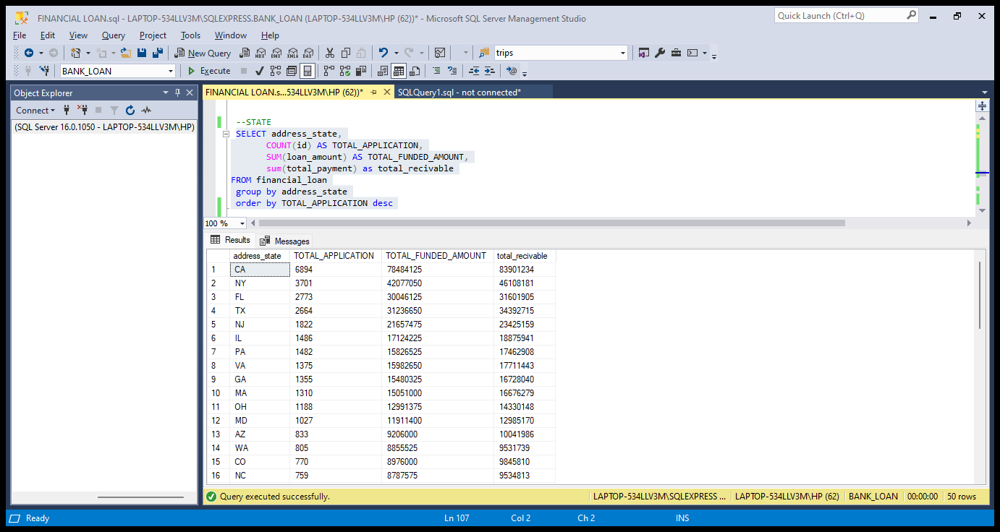 FINANCIAL LOAN.sql - LAPTOP-534LLV3M\SQLEXPRESS.BANK_LOAN (LAPTOP-534LLV3M\HP (62))* - Microsoft SQL Server Management Studio
Quick Launch (Ctrl+Q)
File Edit View Query Project Tools Window Help
New Query MDX DMX XMLA DAX trips
BANK_LOAN Execute
Object Explorer
FINANCIAL LOAN.s...534LLV3M\HP (62))* SQLQuery1.sql - not connected*
Connect
(SQL Server 16.0.1050 - LAPTOP-534LLV3M\HP)
--STATE
SELECT address_state,
COUNT(id) AS TOTAL_APPLICATION,
SUM(loan_amount) AS TOTAL_FUNDED_AMOUNT,
sum(total_payment) as total_recivable
FROM financial_loan
group by address_state
order by TOTAL_APPLICATION desc
100 %
Results Messages
address_state TOTAL_APPLICATION TOTAL_FUNDED_AMOUNT total_recivable
1 CA 6894 78484125 83901234
2 NY 3701 42077050 46108181
3 FL 2773 30046125 31601905
4 TX 2664 31236650 34392715
5 NJ 1822 21657475 23425159
6 IL 1486 17124225 18875941
7 PA 1482 15826525 17462908
8 VA 1375 15982650 17711443
9 GA 1355 15480325 16728040
10 MA 1310 15051000 16676279
11 OH 1188 12991375 14330148
12 MD 1027 11911400 12985170
13 AZ 833 9206000 10041986
14 WA 805 8855525 9531739
15 CO 770 8976000 9845810
16 NC 759 8787575 9534813
Query executed successfully. LAPTOP-534LLV3M\SQLEXPRESS ... LAPTOP-534LLV3M\HP (62) BANK_LOAN 00:00:00 50 rows
Ready Ln 107 Col 2 Ch 2 INS